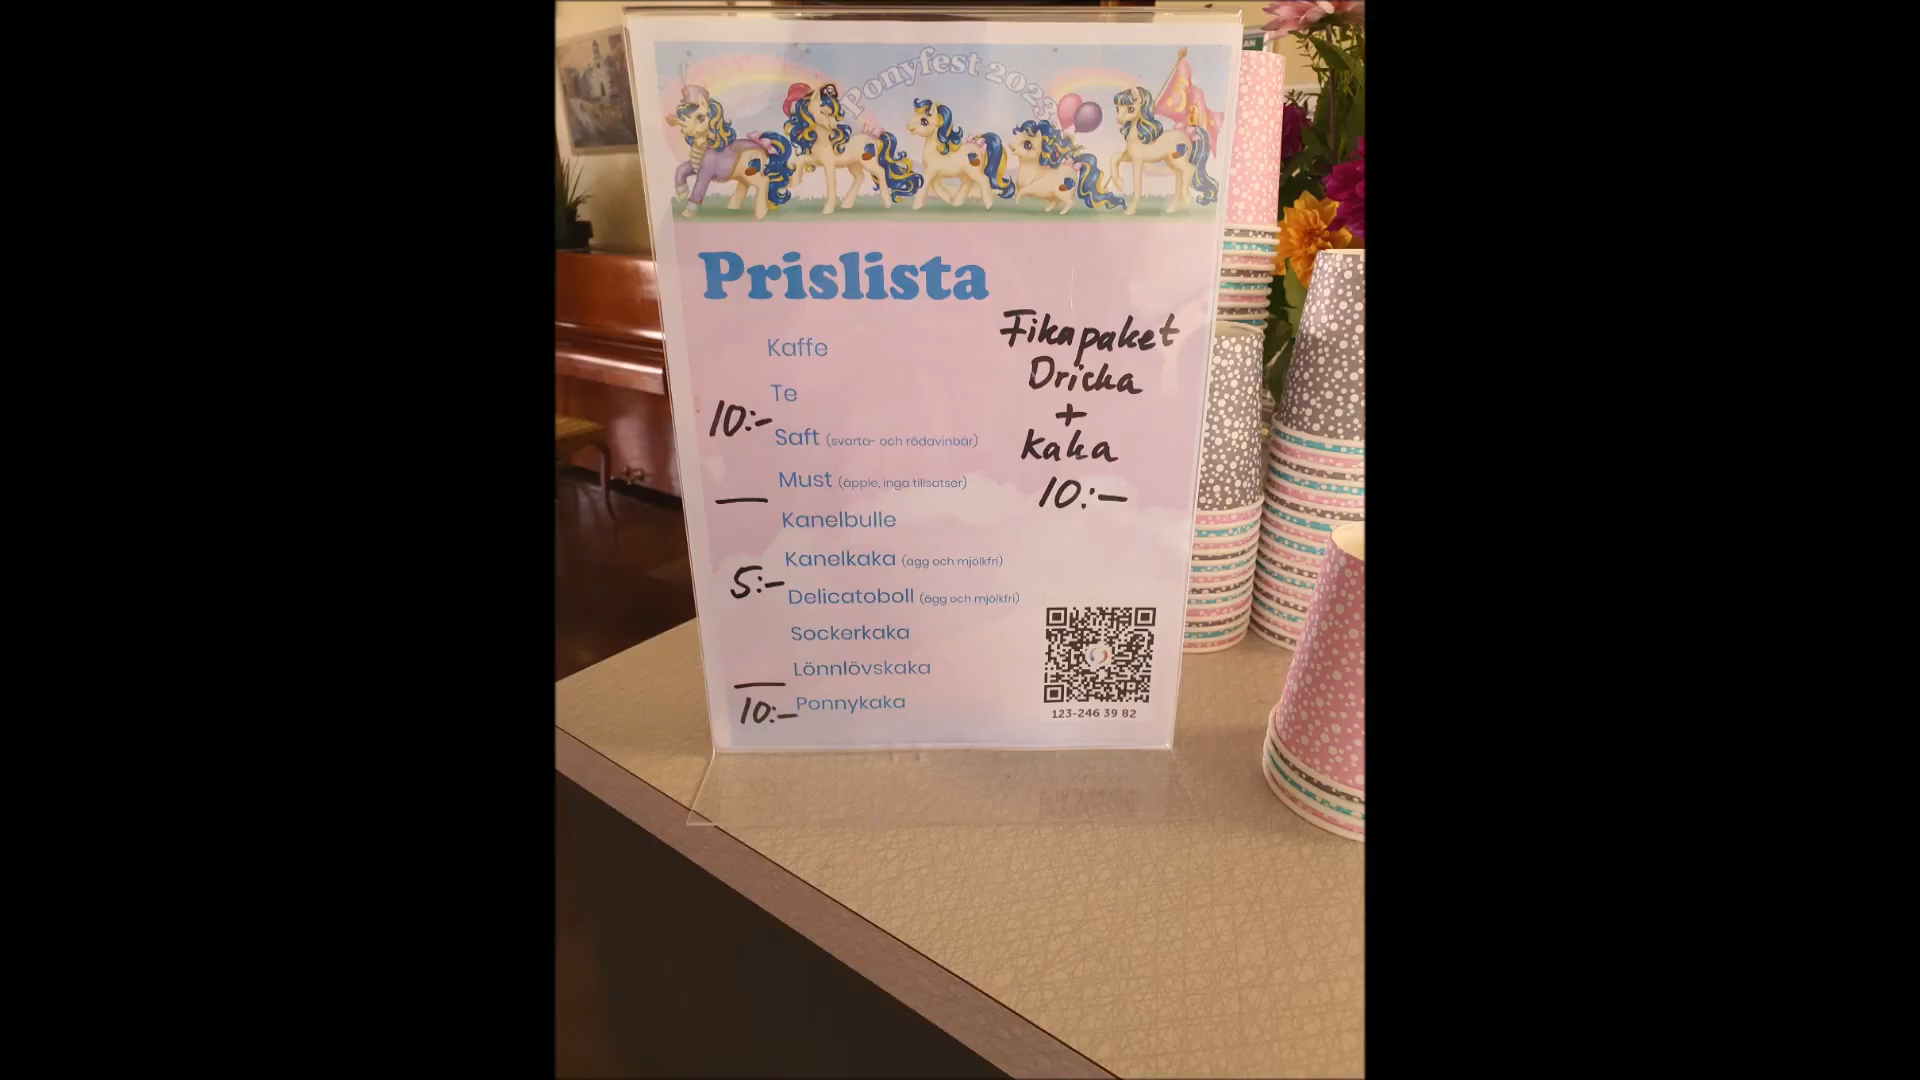 Ponyfest 2023
Prislista
Kaffe
Te
10:-
Saft (svarta- och rödavinbär)
Must (äpple, inga tillsatser)
Kanelbulle
Kanelkaka (ägg och mjölkfri)
5:-
Delicatoboll (ägg och mjölkfri)
Sockerkaka
Lönnlövskaka
10:- Ponnykaka
Fikapaket
Dricka
+
kaka
10:-
123-246 39 82